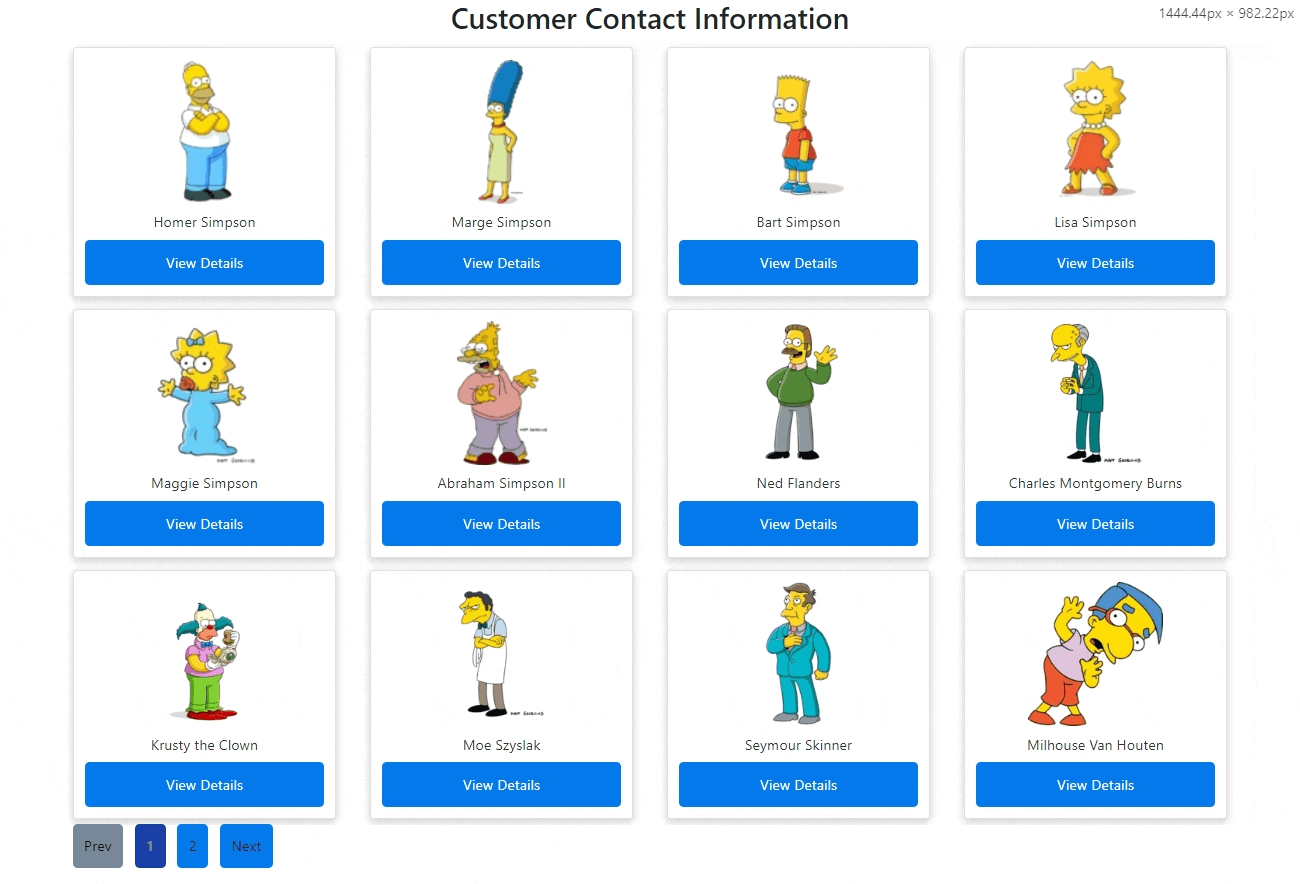 Customer Contact Information
1444.44px × 982.22px
Homer Simpson
Marge Simpson
Bart Simpson
Lisa Simpson
View Details
View Details
View Details
View Details
Maggie Simpson
Abraham Simpson II
Ned Flanders
Charles Montgomery Burns
View Details
View Details
View Details
View Details
Krusty the Clown
Moe Szyslak
Seymour Skinner
Milhouse Van Houten
View Details
View Details
View Details
View Details
Prev
1
2
Next